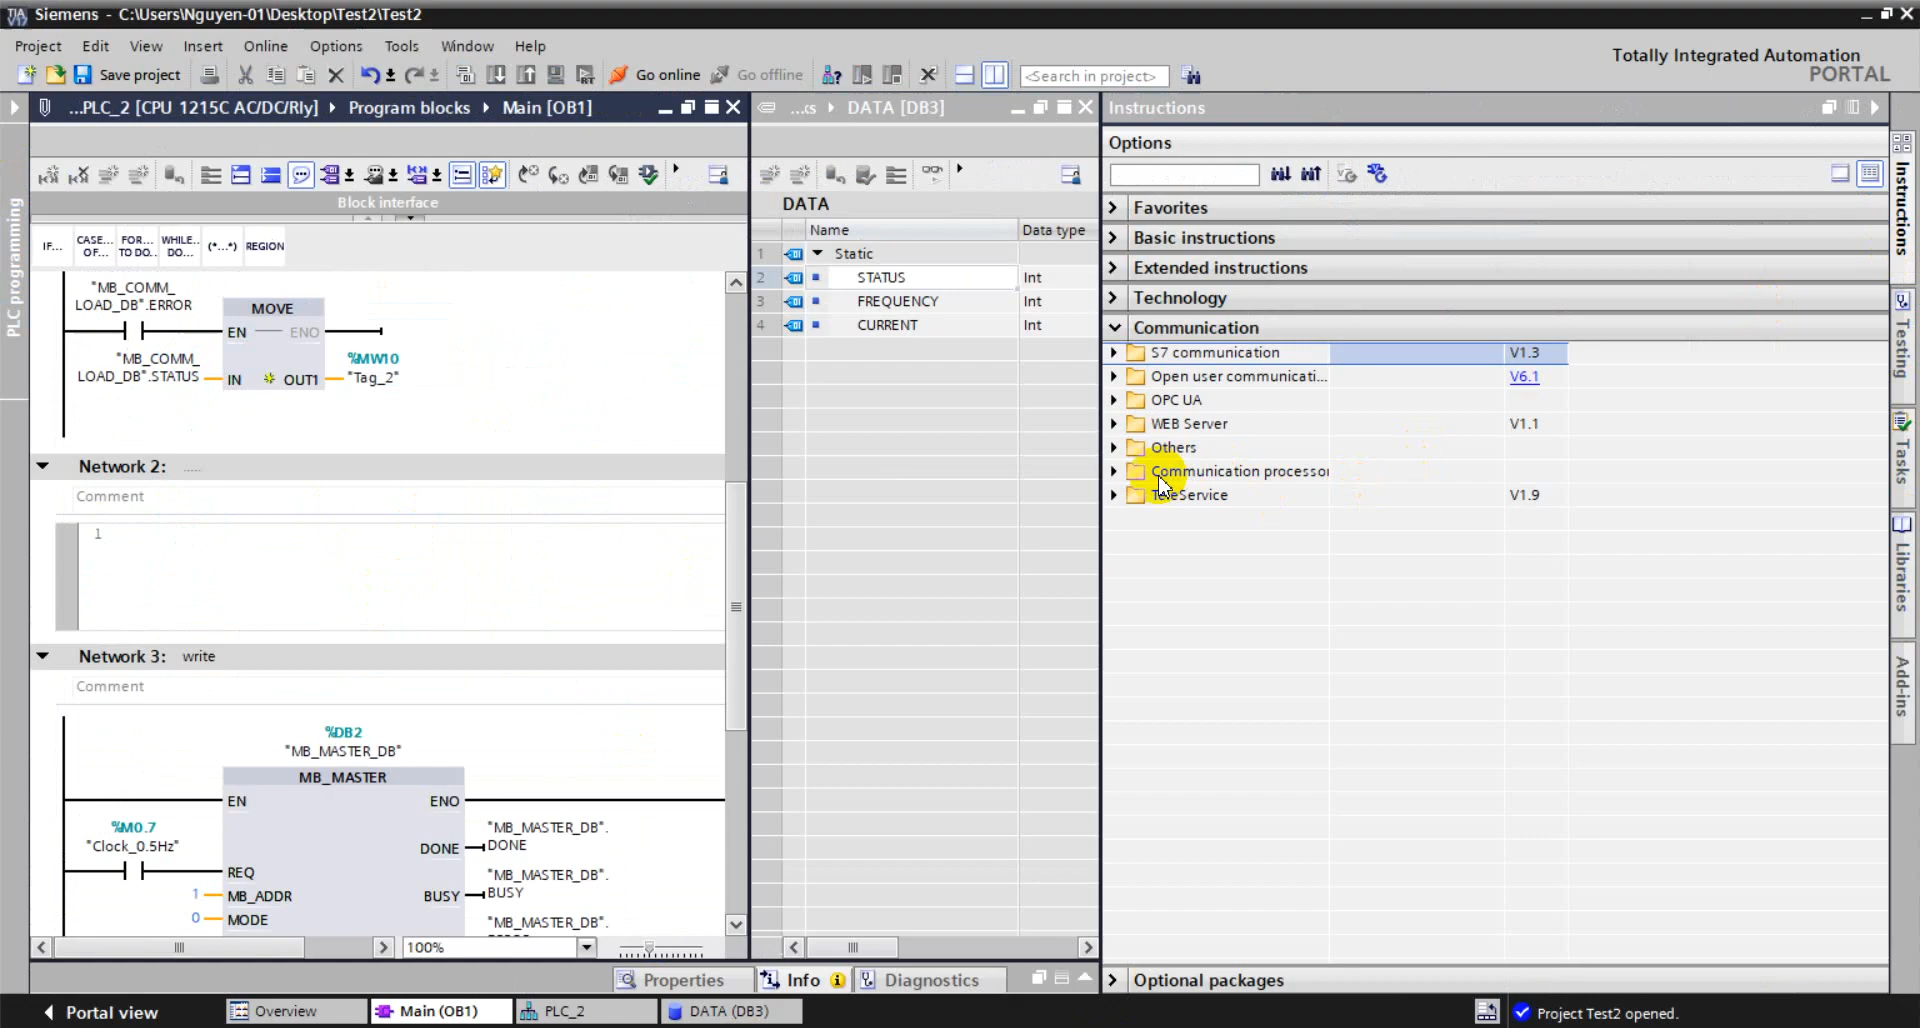 Siemens - C:\Users\Nguyen-01\Desktop\Test2\Test2
Project Edit View Insert Online Options Tools Window Help
Totally Integrated Automation
PORTAL
Save project
Go online
Go offline
<Search in project>
...PLC_2 [CPU 1215C AC/DC/Rly] Program blocks Main [OB1]
Block interface
IF... CASE... OF... FOR... TO DO... WHILE... DO... (*...*) REGION
"MB_COMM_
LOAD_DB".ERROR
MOVE
EN ENO
"MB_COMM_
LOAD_DB".STATUS
IN OUT1
%MW10
"Tag_2"
Network 2: .....
Comment
1
Network 3: write
Comment
%DB2
"MB_MASTER_DB"
MB_MASTER
EN ENO
%M0.7
"Clock_0.5Hz"
REQ
1 MB_ADDR
0 MODE
DONE
"MB_MASTER_DB".
DONE
BUSY
"MB_MASTER_DB".
BUSY
"MB_MASTER_DB".
100%
...cs DATA [DB3]
DATA
Name Data type
1 Static
2 STATUS Int
3 FREQUENCY Int
4 CURRENT Int
Instructions
Options
Favorites
Basic instructions
Extended instructions
Technology
Communication
S7 communication V1.3
Open user communicati... V6.1
OPC UA
WEB Server V1.1
Others
Communication processor
TeleService V1.9
Optional packages
PLC programming
Instructions
Testing
Tasks
Libraries
Add-ins
Properties Info Diagnostics
Portal view Overview Main (OB1) PLC_2 DATA (DB3)
Project Test2 opened.